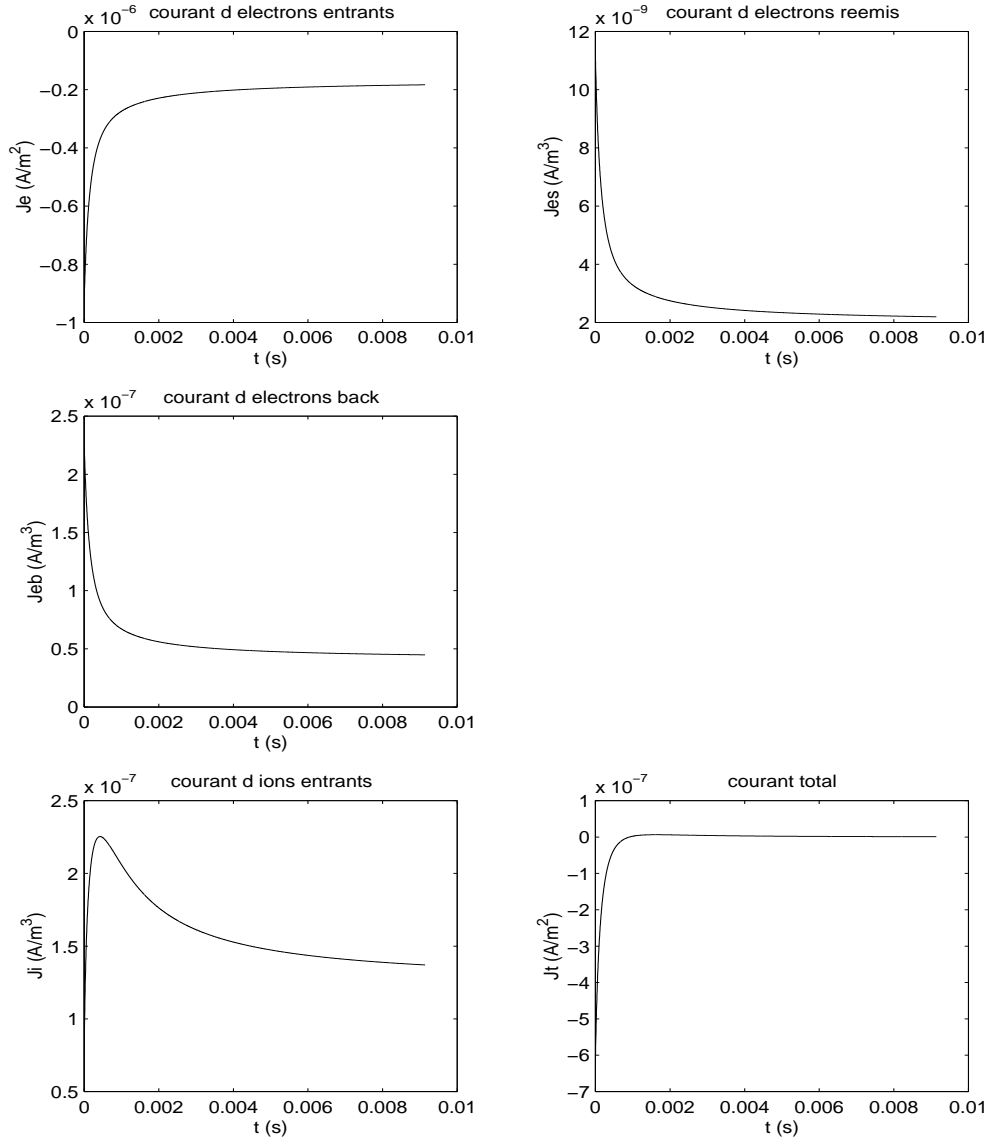 x 10−6 courant d electrons entrants
0
−0.2
−0.4
−0.6
−0.8
−1
Je (A/m2)
0 0.002 0.004 0.006 0.008 0.01
t (s)
x 10−9 courant d electrons reemis
12
10
8
6
4
2
Jes (A/m3)
0 0.002 0.004 0.006 0.008 0.01
t (s)
x 10−7 courant d electrons back
2.5
2
1.5
1
0.5
0
Jeb (A/m3)
0 0.002 0.004 0.006 0.008 0.01
t (s)
x 10−7 courant d ions entrants
2.5
2
1.5
1
0.5
Ji (A/m3)
0 0.002 0.004 0.006 0.008 0.01
t (s)
x 10−7 courant total
1
0
−1
−2
−3
−4
−5
−6
−7
Jt (A/m2)
0 0.002 0.004 0.006 0.008 0.01
t (s)